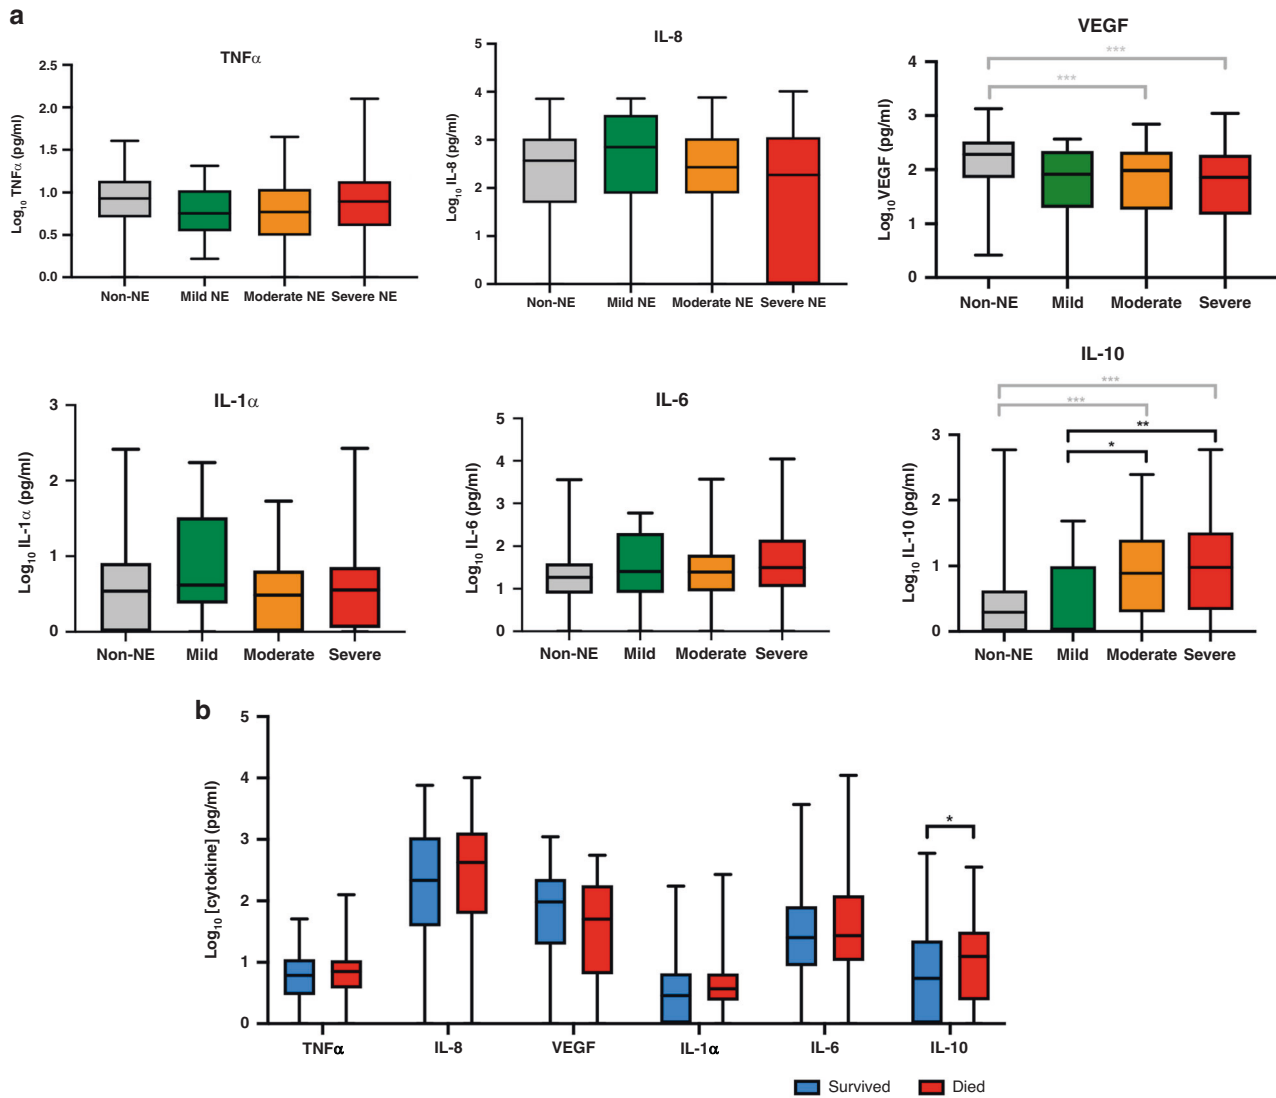 a
TNFα
Log10 TNFα (pg/ml)
2.5
2.0
1.5
1.0
0.5
0.0
Non-NE Mild NE Moderate NE Severe NE
IL-8
Log10 IL-8 (pg/ml)
5
4
3
2
1
0
Non-NE Mild NE Moderate NE Severe NE
VEGF
***
***
Log10 VEGF (pg/ml)
4
3
2
1
0
Non-NE Mild Moderate Severe
IL-1α
Log10 IL-1α (pg/ml)
3
2
1
0
Non-NE Mild Moderate Severe
IL-6
Log10 IL-6 (pg/ml)
5
4
3
2
1
0
Non-NE Mild Moderate Severe
IL-10
***
***
**
*
Log10 IL-10 (pg/ml)
3
2
1
0
Non-NE Mild Moderate Severe
b
Log10 [cytokine] (pg/ml)
5
4
3
2
1
0
*
TNFα IL-8 VEGF IL-1α IL-6 IL-10
Survived Died